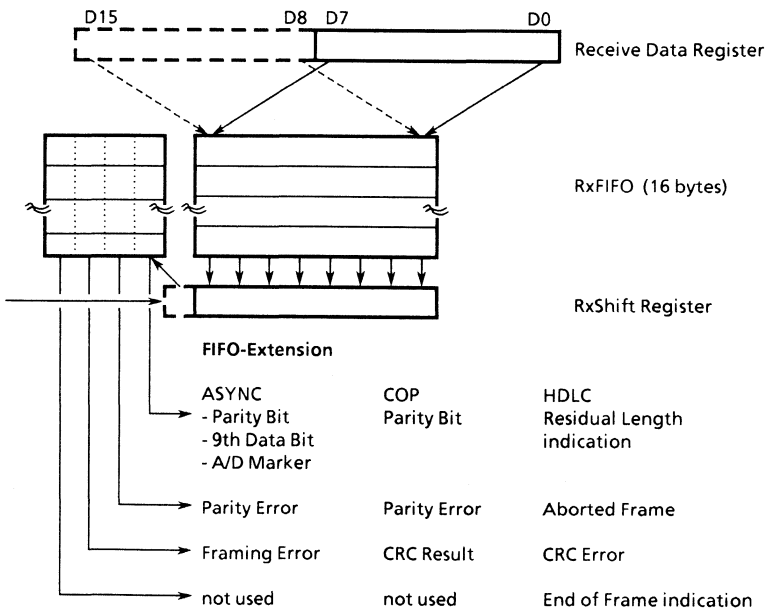 D15 D8 D7 D0
Receive Data Register
RxFIFO (16 bytes)
RxShift Register
FIFO-Extension
ASYNC COP HDLC
- Parity Bit Parity Bit Residual Length
- 9th Data Bit indication
- A/D Marker
Parity Error Parity Error Aborted Frame
Framing Error CRC Result CRC Error
not used not used End of Frame indication